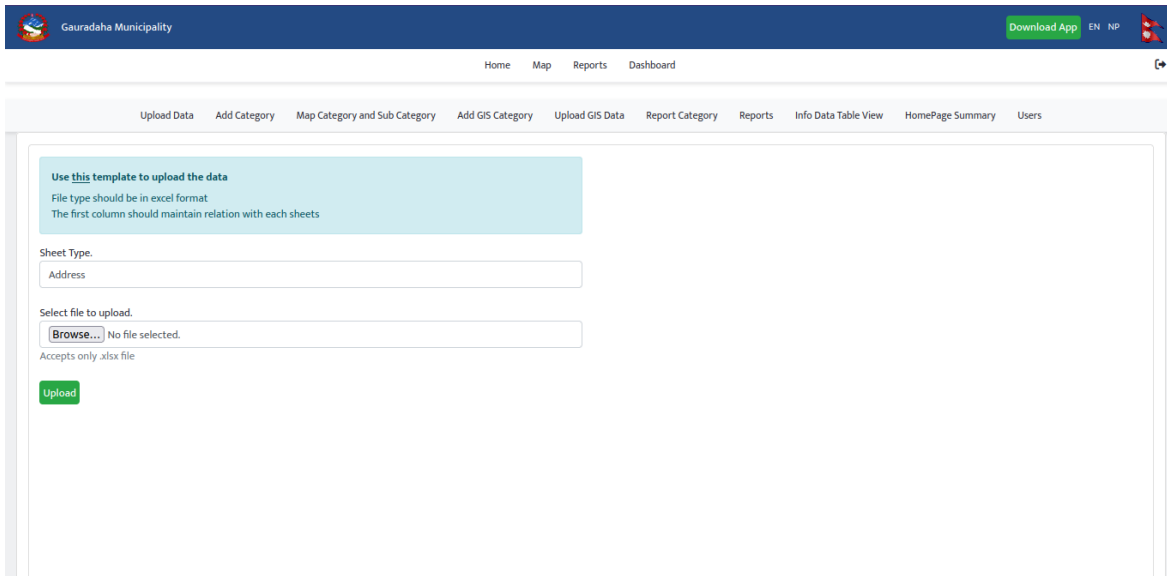 Gauradaha Municipality
Download App EN NP
Home Map Reports Dashboard
Upload Data Add Category Map Category and Sub Category Add GIS Category Upload GIS Data Report Category Reports Info Data Table View HomePage Summary Users
Use this template to upload the data
File type should be in excel format
The first column should maintain relation with each sheets
Sheet Type.
Address
Select file to upload.
Browse... No file selected.
Accepts only .xlsx file
Upload